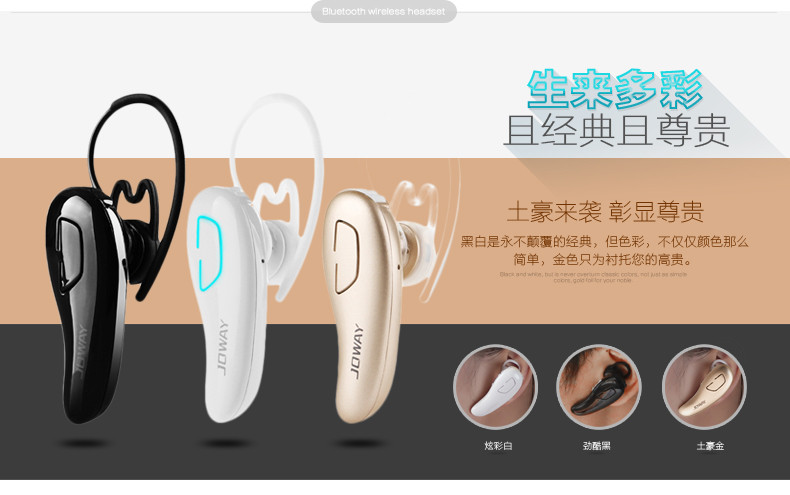 Bluetooth wireless headset
生来多彩
且经典且尊贵
土豪来袭 彰显尊贵
黑白是永不颠覆的经典，但色彩，不仅仅颜色那么
简单，金色只为衬托您的高贵。
Black and white, but is never overturn classic colors, not just as simple
colors, gold foil for your noble.
JOWAY
JOWAY
JOWAY
JOWAY
炫彩白
劲酷黑
土豪金